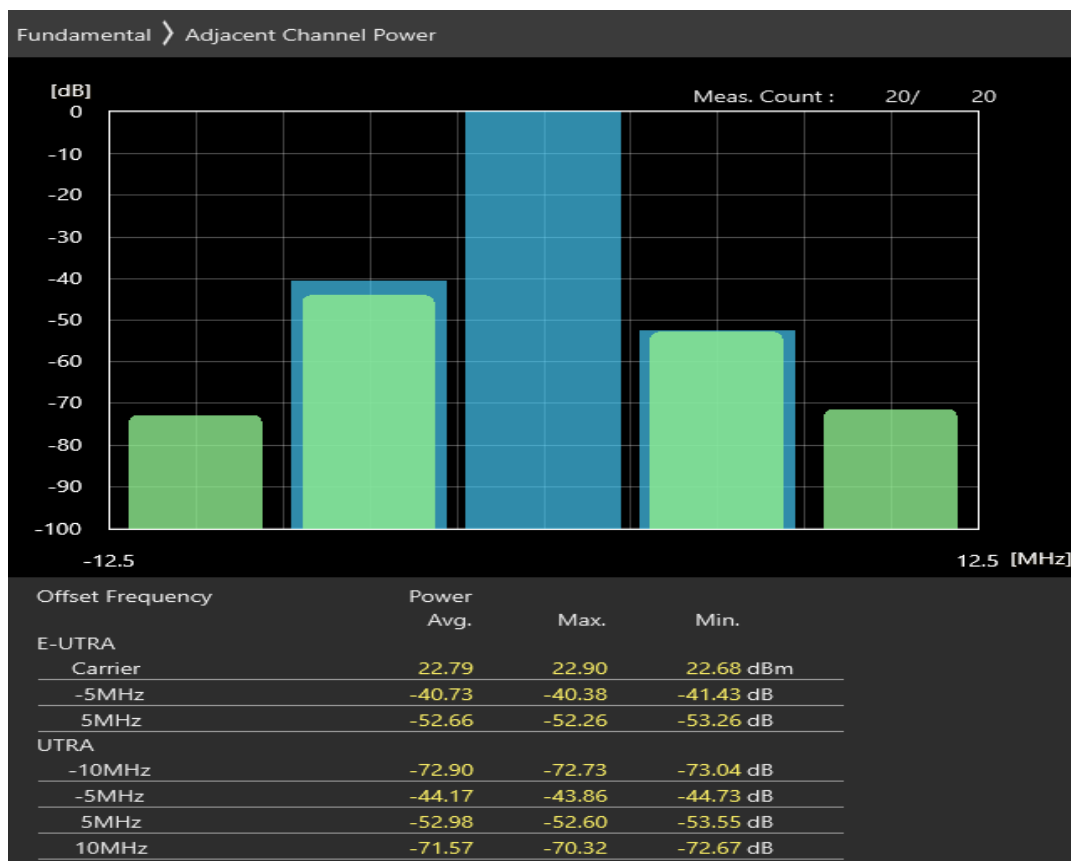 Fundamental 〉 Adjacent Channel Power
[dB]
Meas. Count : 20/ 20
0
-10
-20
-30
-40
-50
-60
-70
-80
-90
-100
-12.5 12.5 [MHz]
Offset Frequency Power
Avg. Max. Min.
E-UTRA
Carrier 22.79 22.90 22.68 dBm
-5MHz -40.73 -40.38 -41.43 dB
5MHz -52.66 -52.26 -53.26 dB
UTRA
-10MHz -72.90 -72.73 -73.04 dB
-5MHz -44.17 -43.86 -44.73 dB
5MHz -52.98 -52.60 -53.55 dB
10MHz -71.57 -70.32 -72.67 dB